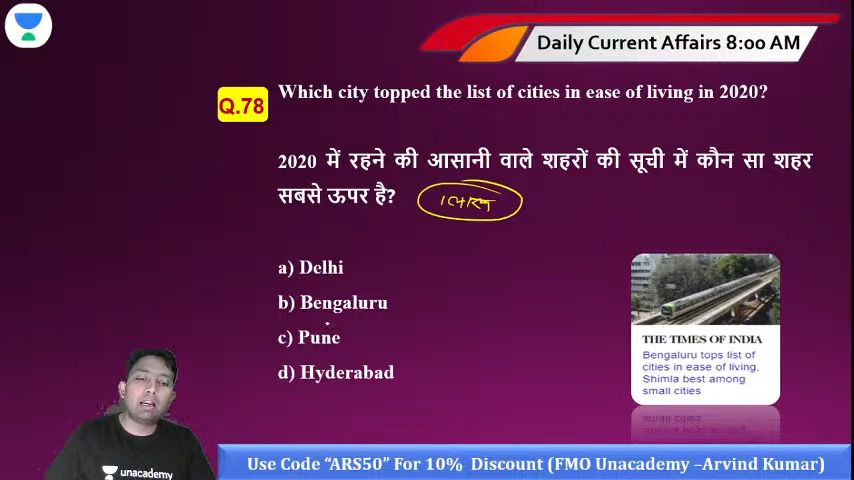 Daily Current Affairs 8:00 AM
Q.78
Which city topped the list of cities in ease of living in 2020?
2020 में रहने की आसानी वाले शहरों की सूची में कौन सा शहर
सबसे ऊपर है?
a) Delhi
b) Bengaluru
c) Pune
d) Hyderabad
THE TIMES OF INDIA
Bengaluru tops list of
cities in ease of living,
Shimla best among
small cities
unacademy
Use Code “ARS50” For 10% Discount (FMO Unacademy –Arvind Kumar)